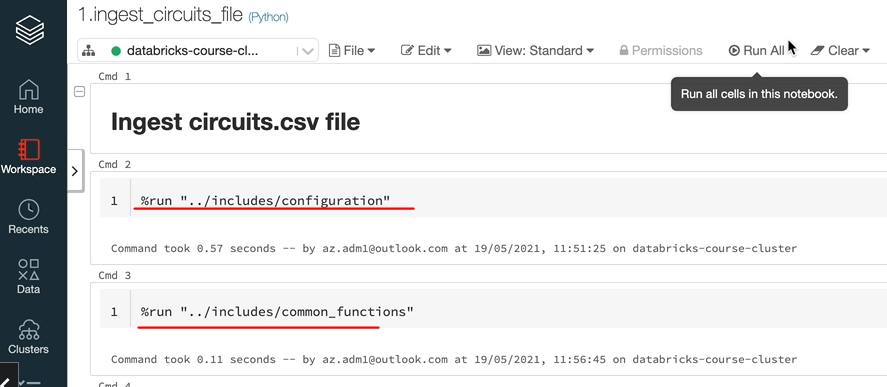 1.ingest_circuits_file (Python)
databricks-course-cl...
File
Edit
View: Standard
Permissions
Run All
Clear
Run all cells in this notebook.
Home
Workspace
Recents
Data
Clusters
Cmd 1
Ingest circuits.csv file
Cmd 2
1 %run "../includes/configuration"
Command took 0.57 seconds -- by az.adm1@outlook.com at 19/05/2021, 11:51:25 on databricks-course-cluster
Cmd 3
1 %run "../includes/common_functions"
Command took 0.11 seconds -- by az.adm1@outlook.com at 19/05/2021, 11:56:45 on databricks-course-cluster
Cmd 4